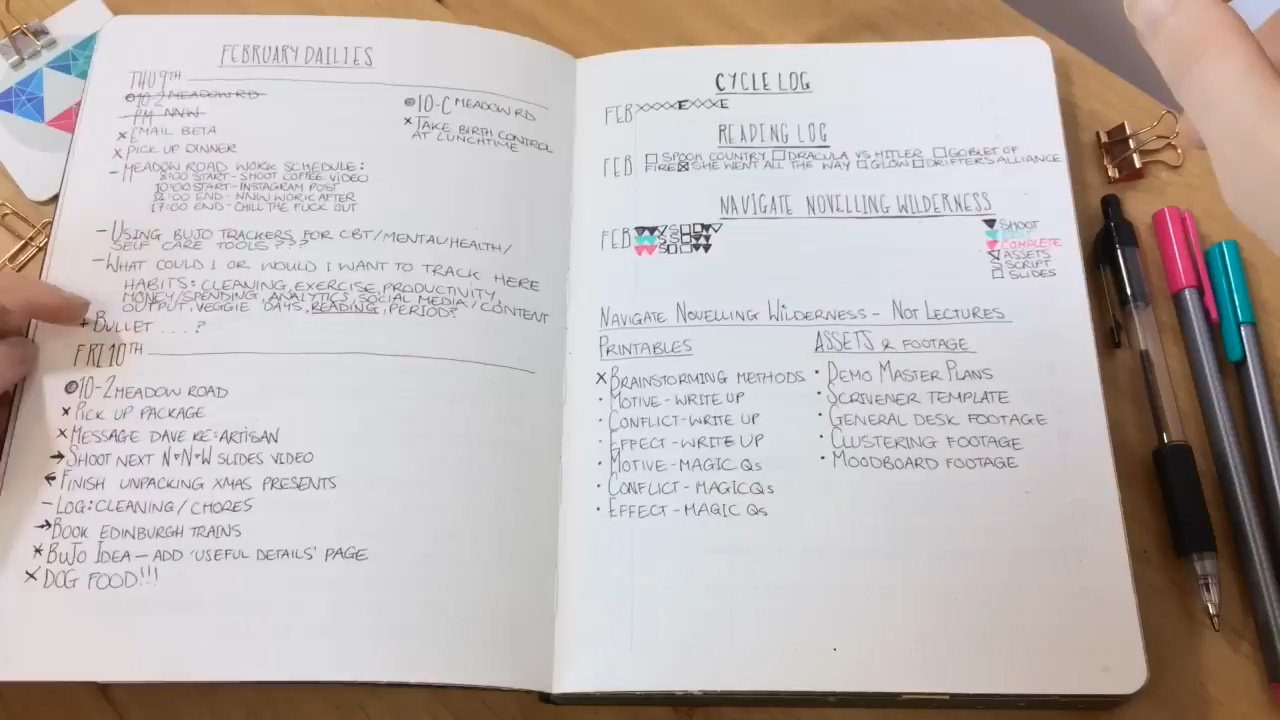 FEBRUARY DAILIES
THU 9TH
10-2 MEADOW RD
PM NNW
× EMAIL BETA
× PICK UP DINNER
- MEADOW ROAD WORK SCHEDULE:
8:00 START - SHOOT COFFEE VIDEO
10:00 START - INSTAGRAM POST
END - NNW WORK AFTER
17:00 END - CHILL THE FUCK OUT
10-C MEADOW RD
× TAKE BIRTH CONTROL
AT LUNCHTIME
- USING BUJO TRACKERS FOR CBT/MENTAL HEALTH/
SELF CARE TOOLS???
- WHAT COULD I OR WOULD I WANT TO TRACK HERE
HABITS: CLEANING, EXERCISE, PRODUCTIVITY,
MONEY/SPENDING, ANALYTICS, SOCIAL MEDIA/CONTENT
OUTPUT, VEGGIE DAYS, READING, PERIOD?
+ BULLET . . . ?
FRI 10TH
10-2 MEADOW ROAD
× PICK UP PACKAGE
× MESSAGE DAVE RE: ARTISAN
→ SHOOT NEXT N•N•W SLIDES VIDEO
← FINISH UNPACKING XMAS PRESENTS
- LOG: CLEANING/CHORES
→ BOOK EDINBURGH TRAINS
× BUJO IDEA - ADD 'USEFUL DETAILS' PAGE
× DOG FOOD!!!
CYCLE LOG
FEB ××××××E×××E
READING LOG
FEB □ SPOOK COUNTRY □ DRACULA VS HITLER □ GOBLET OF
FIRE ☒ SHE WENT ALL THE WAY □ GLOW □ DRIFTERS ALLIANCE
NAVIGATE NOVELLING WILDERNESS
FEB
SHOOT
EDIT
COMPLETE
ASSETS
SCRIPT
SLIDES
NAVIGATE NOVELLING WILDERNESS - NOT LECTURES
PRINTABLES
× BRAINSTORMING METHODS
• MOTIVE - WRITE UP
• CONFLICT - WRITE UP
• EFFECT - WRITE UP
• MOTIVE - MAGIC QS
• CONFLICT - MAGIC QS
• EFFECT - MAGIC QS
ASSETS & FOOTAGE
• DEMO MASTER PLANS
• SCRIVENER TEMPLATE
• GENERAL DESK FOOTAGE
• CLUSTERING FOOTAGE
• MOODBOARD FOOTAGE